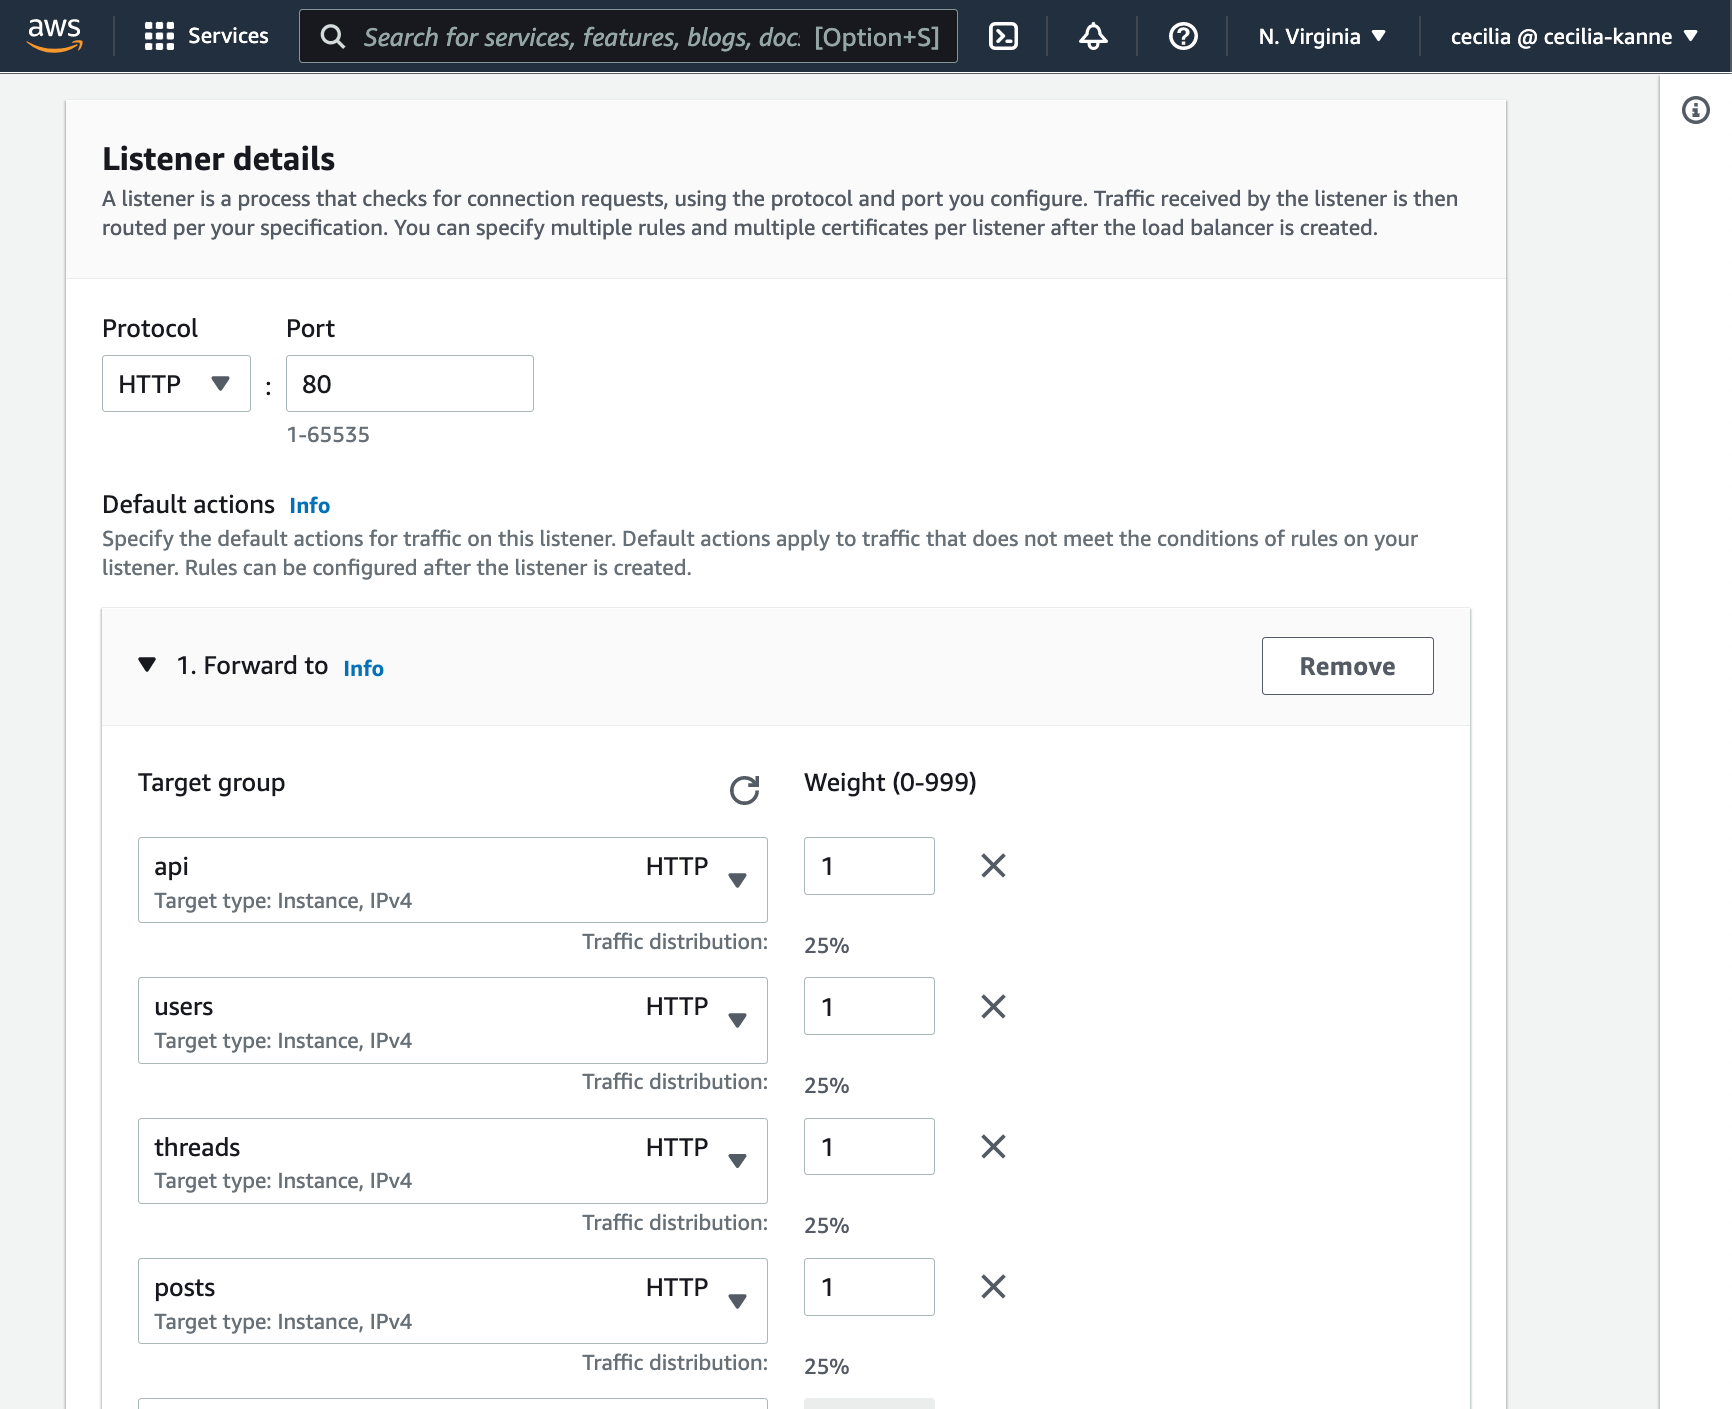 aws
Services
Search for services, features, blogs, doc: [Option+S]
N. Virginia
cecilia @ cecilia-kanne
Listener details
A listener is a process that checks for connection requests, using the protocol and port you configure. Traffic received by the listener is then
routed per your specification. You can specify multiple rules and multiple certificates per listener after the load balancer is created.
Protocol Port
HTTP : 80
1-65535
Default actions Info
Specify the default actions for traffic on this listener. Default actions apply to traffic that does not meet the conditions of rules on your
listener. Rules can be configured after the listener is created.
1. Forward to Info
Remove
Target group Weight (0-999)
api HTTP 1
Target type: Instance, IPv4
Traffic distribution: 25%
users HTTP 1
Target type: Instance, IPv4
Traffic distribution: 25%
threads HTTP 1
Target type: Instance, IPv4
Traffic distribution: 25%
posts HTTP 1
Target type: Instance, IPv4
Traffic distribution: 25%